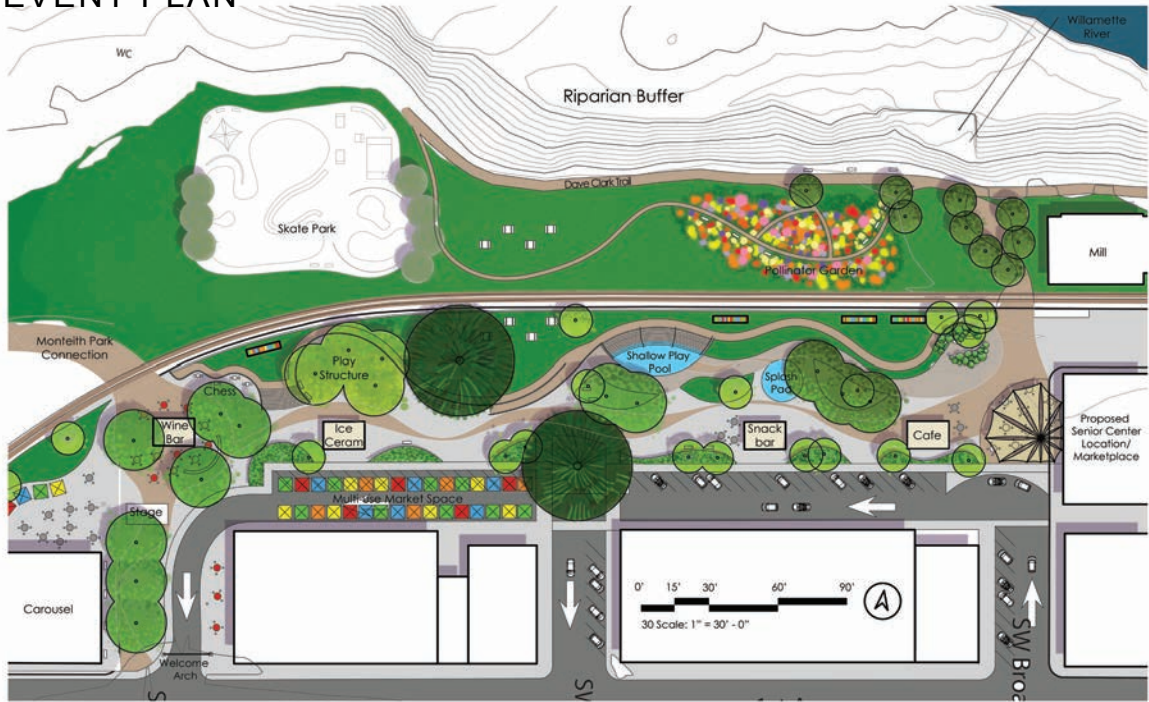 EVENT PLAN
Willamette
River
WC
Riparian Buffer
Dave Clark Trail
Skate Park
Pollinator Garden
Mill
Monteith Park
Connection
Play
Structure
Shallow Play
Pool
Splash
Pad
Chess
Wine
Bar
Ice
Ceram
Snack
bar
Cafe
Proposed
Senior Center
Location/
Marketplace
Multi-use Market Space
Stage
Carousel
0' 15' 30' 60' 90'
30 Scale: 1" = 30' - 0"
Welcome
Arch
SW Broa